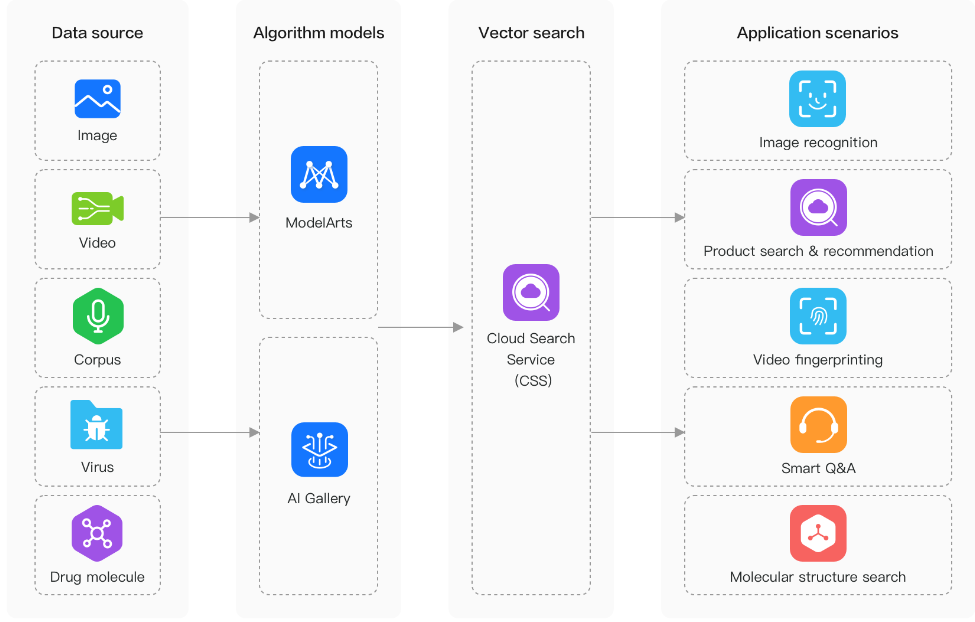 Data source
Image
Video
Corpus
Virus
Drug molecule
Algorithm models
ModelArts
AI Gallery
Vector search
Cloud Search
Service
(CSS)
Application scenarios
Image recognition
Product search & recommendation
Video fingerprinting
Smart Q&A
Molecular structure search